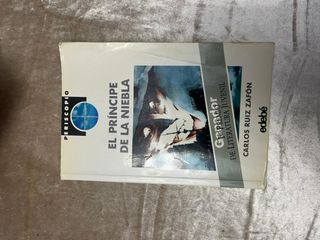 PERISCOPIO
EL PRÍNCIPE
DE LA NIEBLA
Ganador
DE LITERATURA JUVENIL
CARLOS RUIZ ZAFÓN
edebé